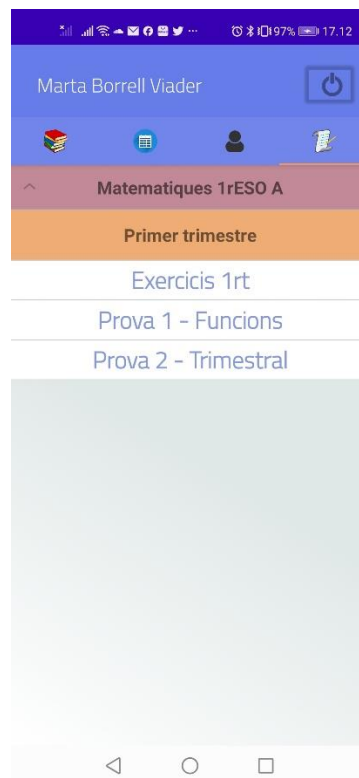 97% 17.12
Marta Borrell Viader
Matematiques 1rESO A
Primer trimestre
Exercicis 1rt
Prova 1 - Funcions
Prova 2 - Trimestral